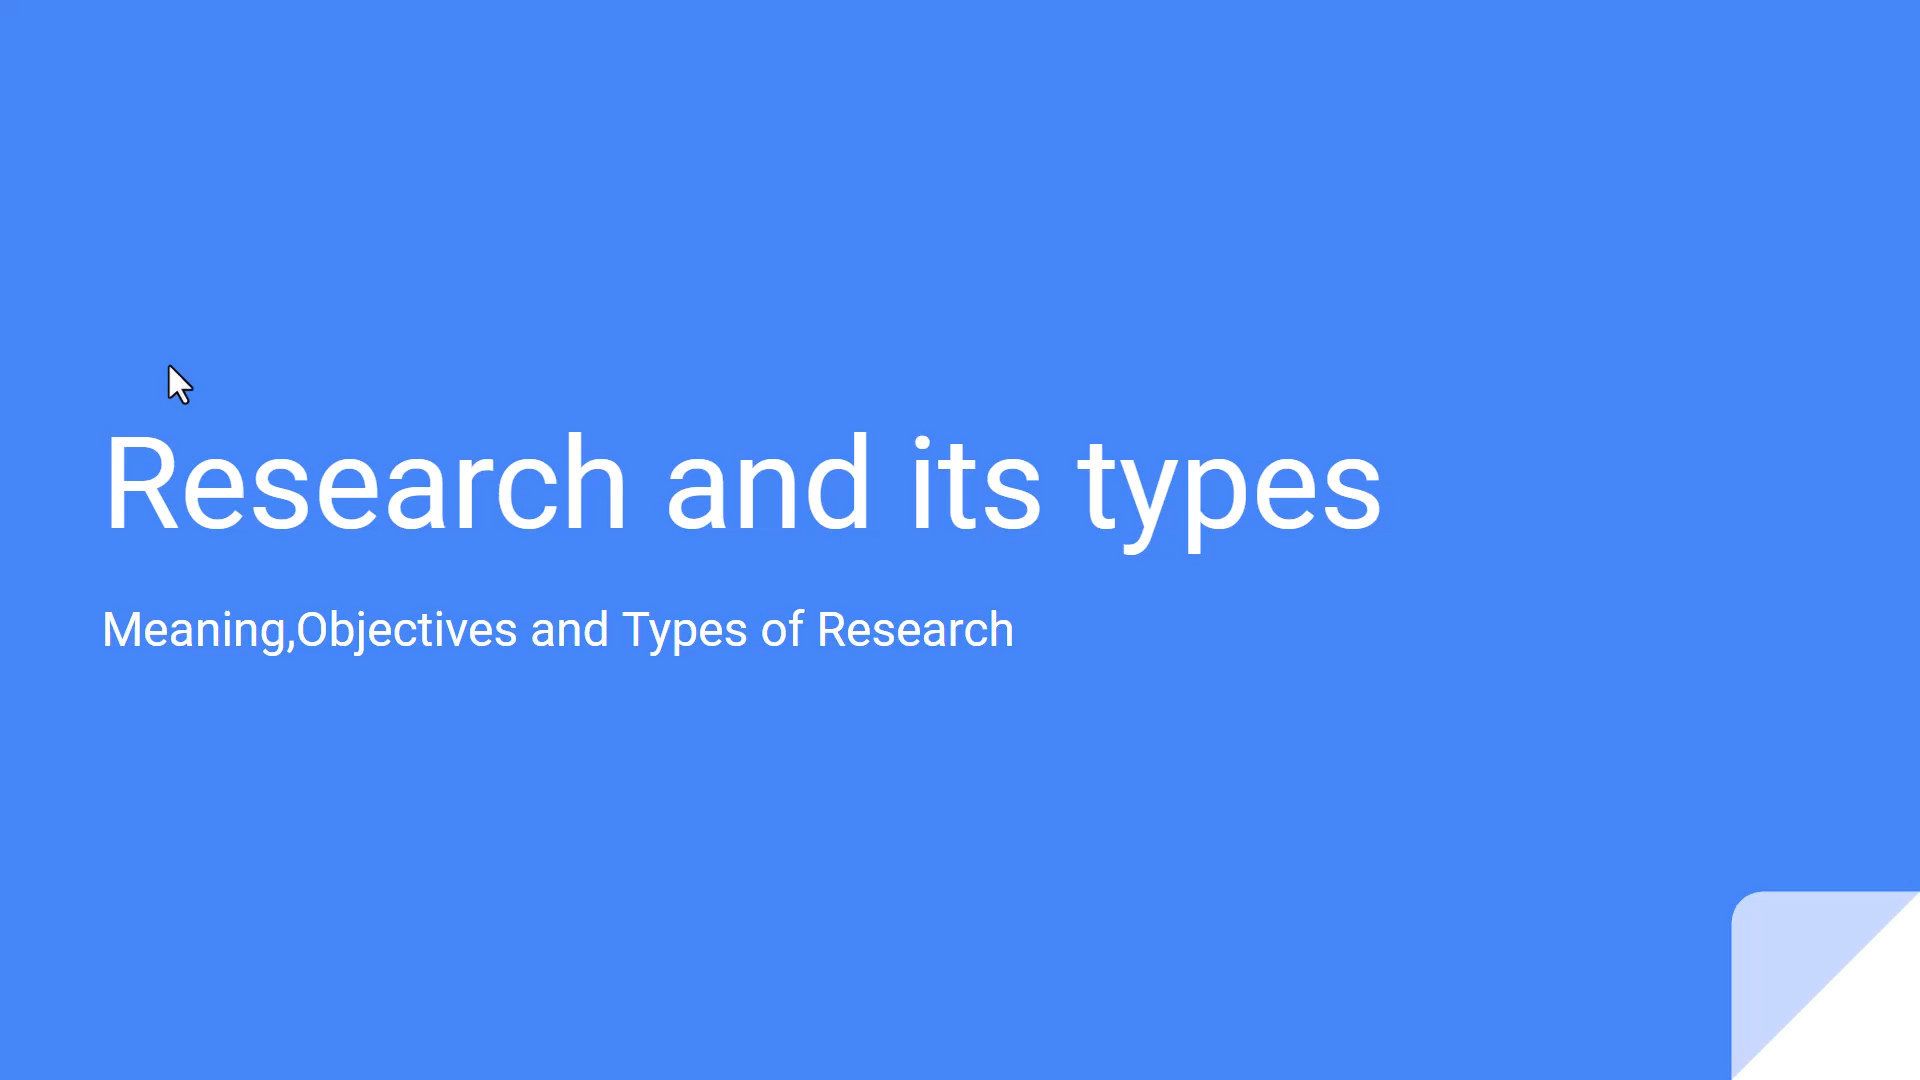 Research and its types
Meaning,Objectives and Types of Research